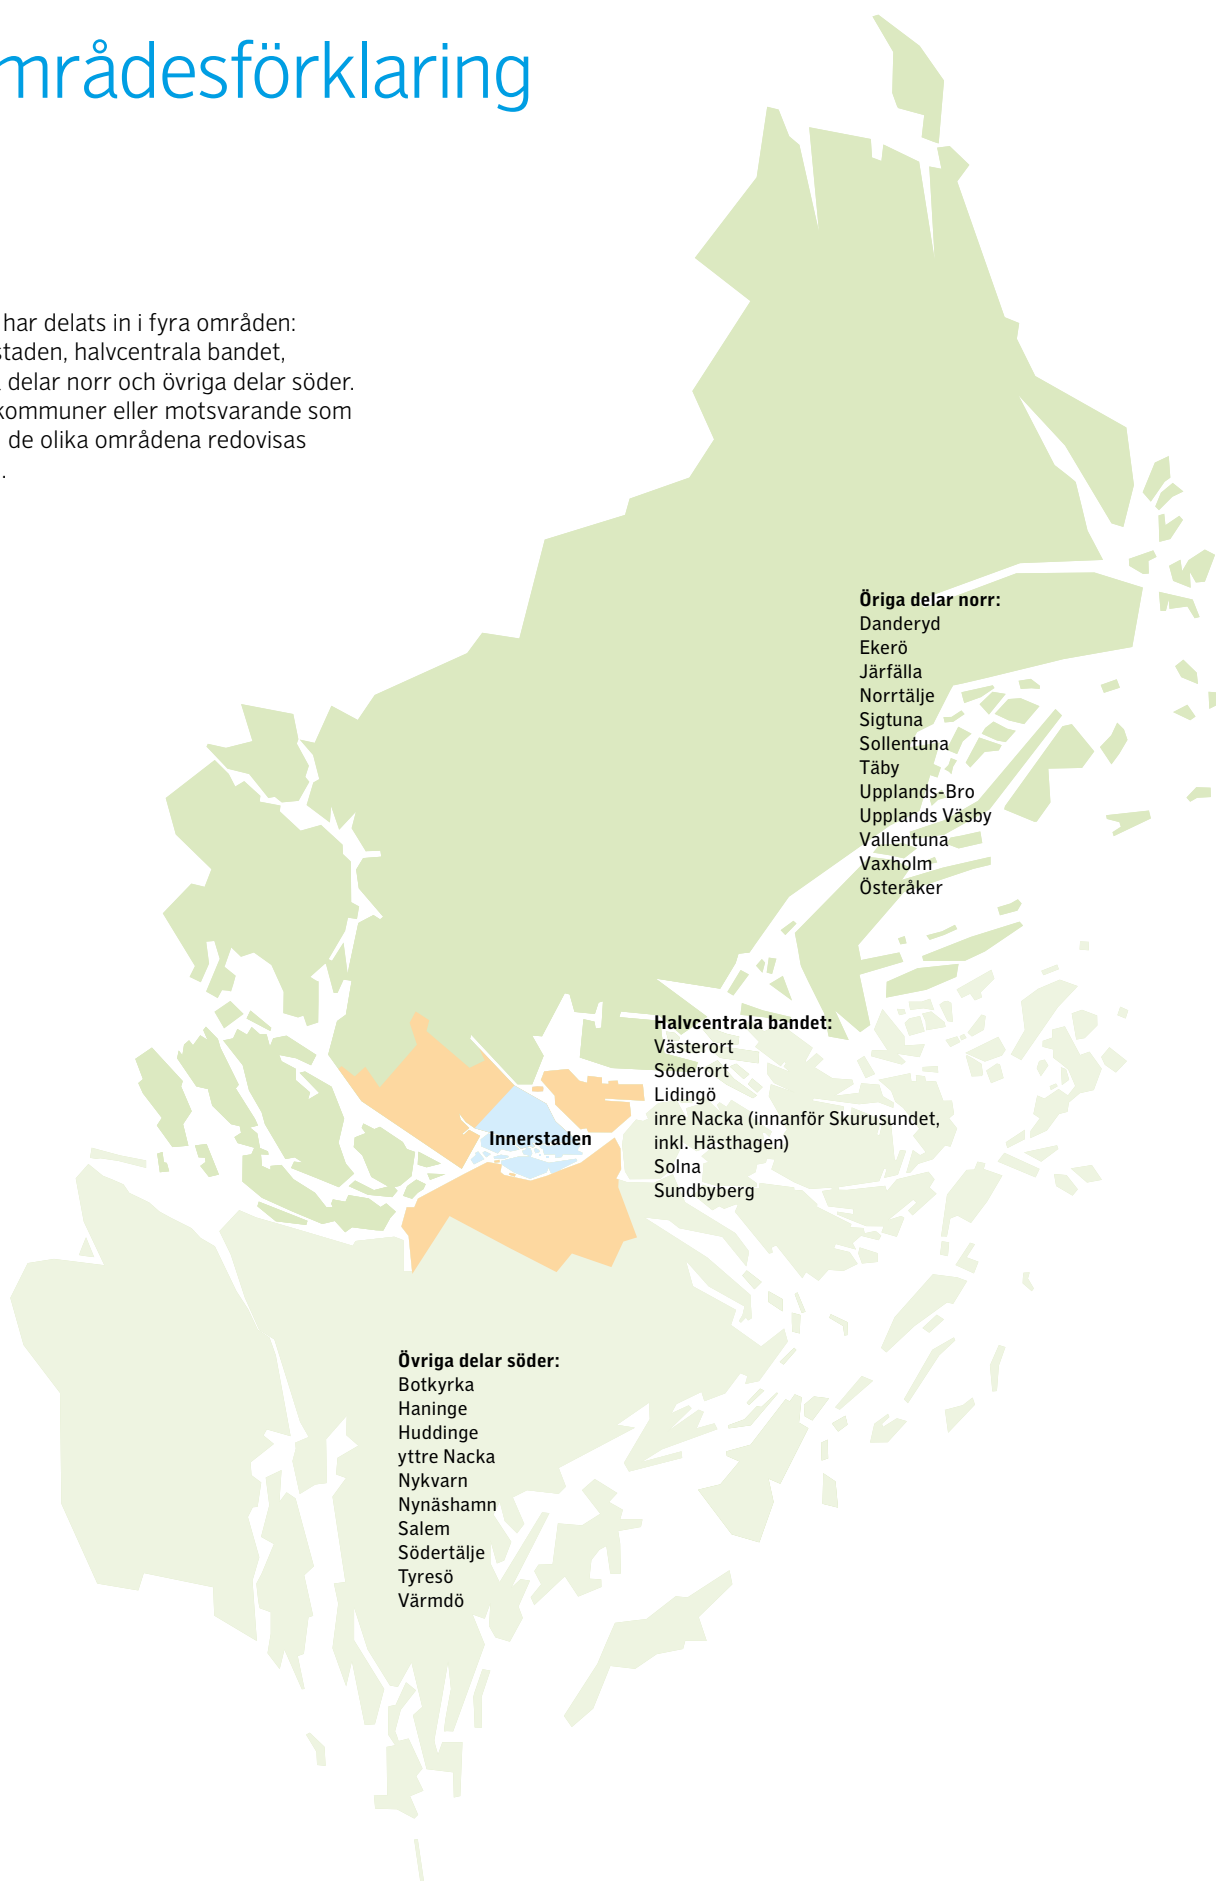 mrådesförklaring
har delats in i fyra områden:
staden, halvcentrala bandet,
delar norr och övriga delar söder.
kommuner eller motsvarande som
de olika områdena redovisas
.
Öriga delar norr:
Danderyd
Ekerö
Järfälla
Norrtälje
Sigtuna
Sollentuna
Täby
Upplands-Bro
Upplands Väsby
Vallentuna
Vaxholm
Österåker
Halvcentrala bandet:
Västerort
Söderort
Lidingö
inre Nacka (innanför Skurusundet,
inkl. Hästhagen)
Solna
Sundbyberg
Innerstaden
Övriga delar söder:
Botkyrka
Haninge
Huddinge
yttre Nacka
Nykvarn
Nynäshamn
Salem
Södertälje
Tyresö
Värmdö